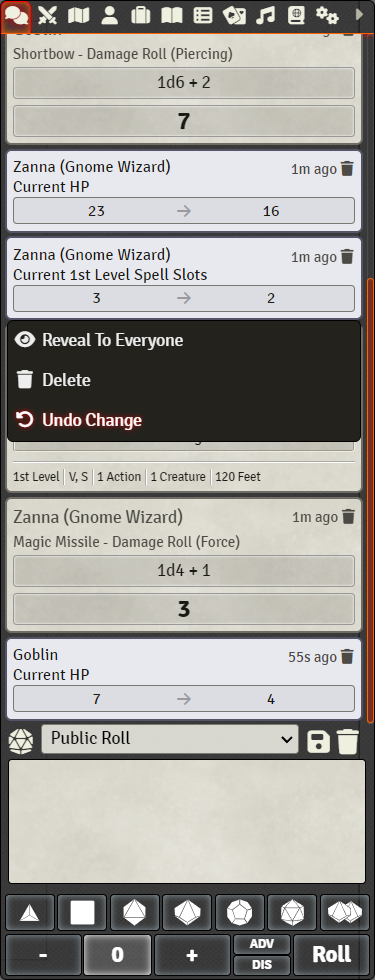 Shortbow - Damage Roll (Piercing)
1d6 + 2
7
Zanna (Gnome Wizard)
1m ago
Current HP
23 → 16
Zanna (Gnome Wizard)
1m ago
Current 1st Level Spell Slots
3 → 2
Reveal To Everyone
Delete
Undo Change
1st Level V, S 1 Action 1 Creature 120 Feet
Zanna (Gnome Wizard)
1m ago
Magic Missile - Damage Roll (Force)
1d4 + 1
3
Goblin
55s ago
Current HP
7 → 4
Public Roll
-
0
+
ADV
DIS
Roll